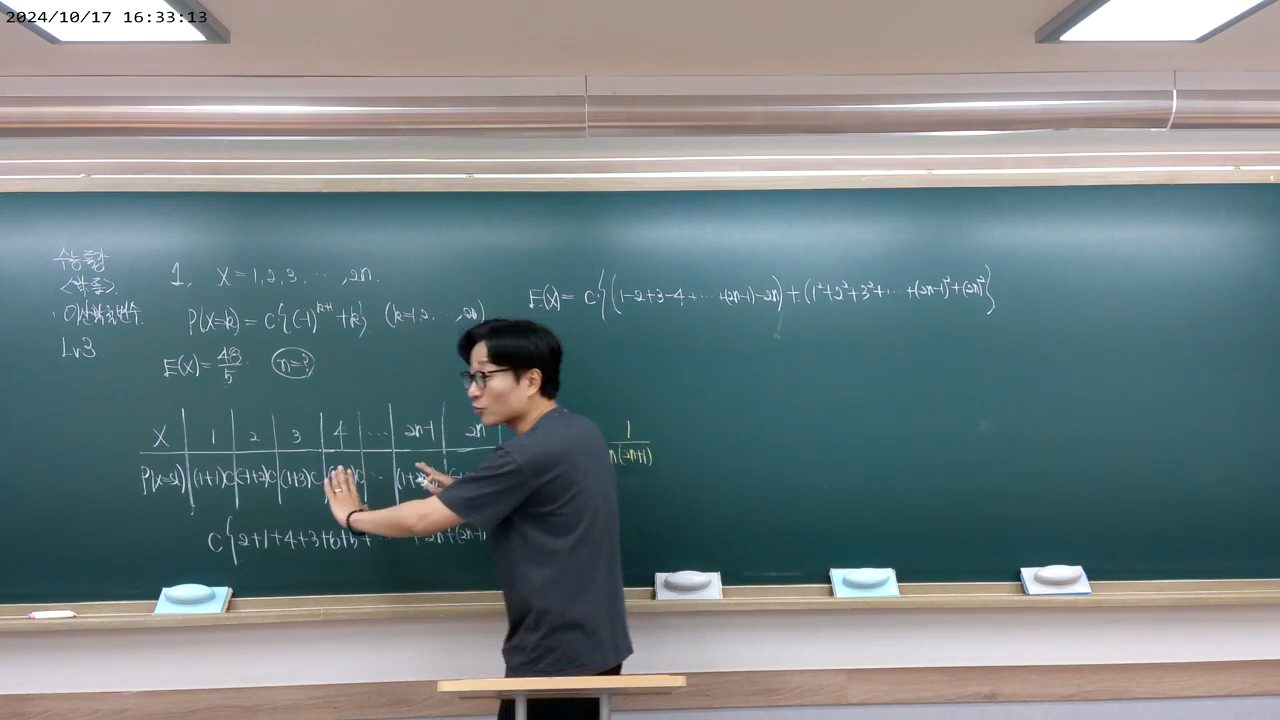 2024/10/17 16:33:13
수능특강
<확통>
이산확률변수
Lv3
1. X = 1, 2, 3, ⋯, 2n.
P(X=k) = C{(-1)^{k+1} + k} (k=1, 2, ⋯, 2n)
E(X) = 48/5 n=?
X 1 2 3 4 ⋯ 2n-1 2n
P(X=x) (1+1)C (-1+2)C (1+3)C
C{2+1+4+3+6+5+ +2n+(2n-1)
E(X) = C{(1-2+3-4+⋯+(2n-1)-2n)+(1²+2²+3²+⋯+(2n-1)²+(2n)²}
1/n(2n+1)